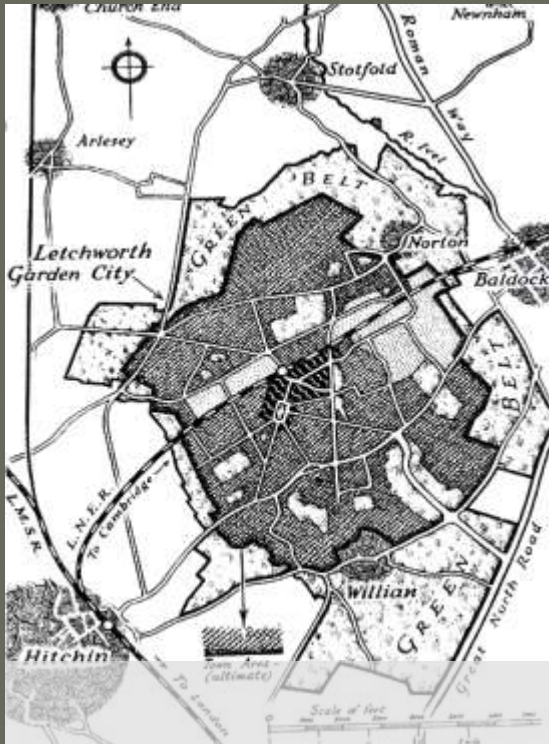 Church End
Newnham
Roman
Way
Stotfold
Arlesey
R. Ivel
GREEN
BELT
Letchworth
Garden City
Norton
Baldock
BELT
L.M.S.R.
L.N.E.R.
To Cambridge
Willian
GREEN
Great North Road
Hitchin
Town Area -
(ultimate)
To London
Scale of feet